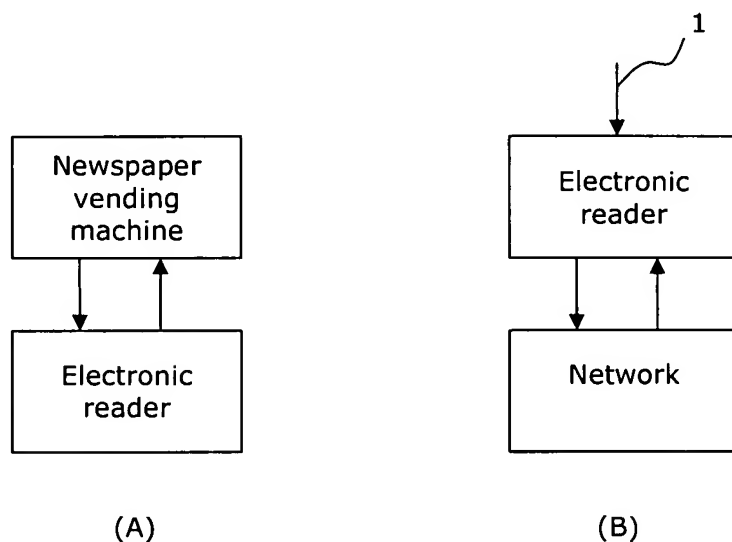 1
Newspaper
vending
machine
Electronic
reader
Electronic
reader
Network
(A)
(B)